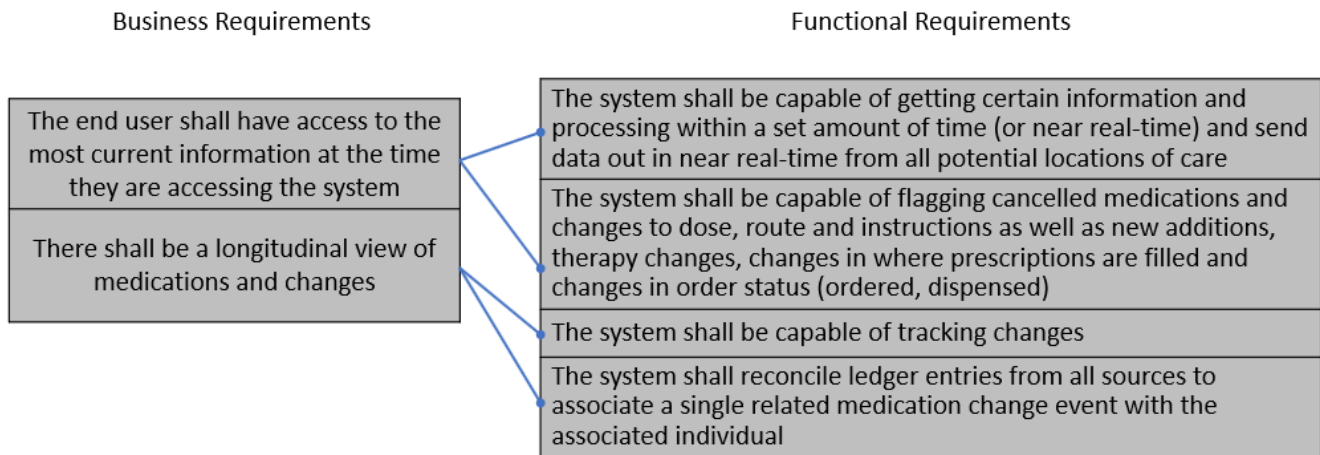 Business Requirements
Functional Requirements
The end user shall have access to the
most current information at the time
they are accessing the system
There shall be a longitudinal view of
medications and changes
The system shall be capable of getting certain information and
processing within a set amount of time (or near real-time) and send
data out in near real-time from all potential locations of care
The system shall be capable of flagging cancelled medications and
changes to dose, route and instructions as well as new additions,
therapy changes, changes in where prescriptions are filled and
changes in order status (ordered, dispensed)
The system shall be capable of tracking changes
The system shall reconcile ledger entries from all sources to
associate a single related medication change event with the
associated individual